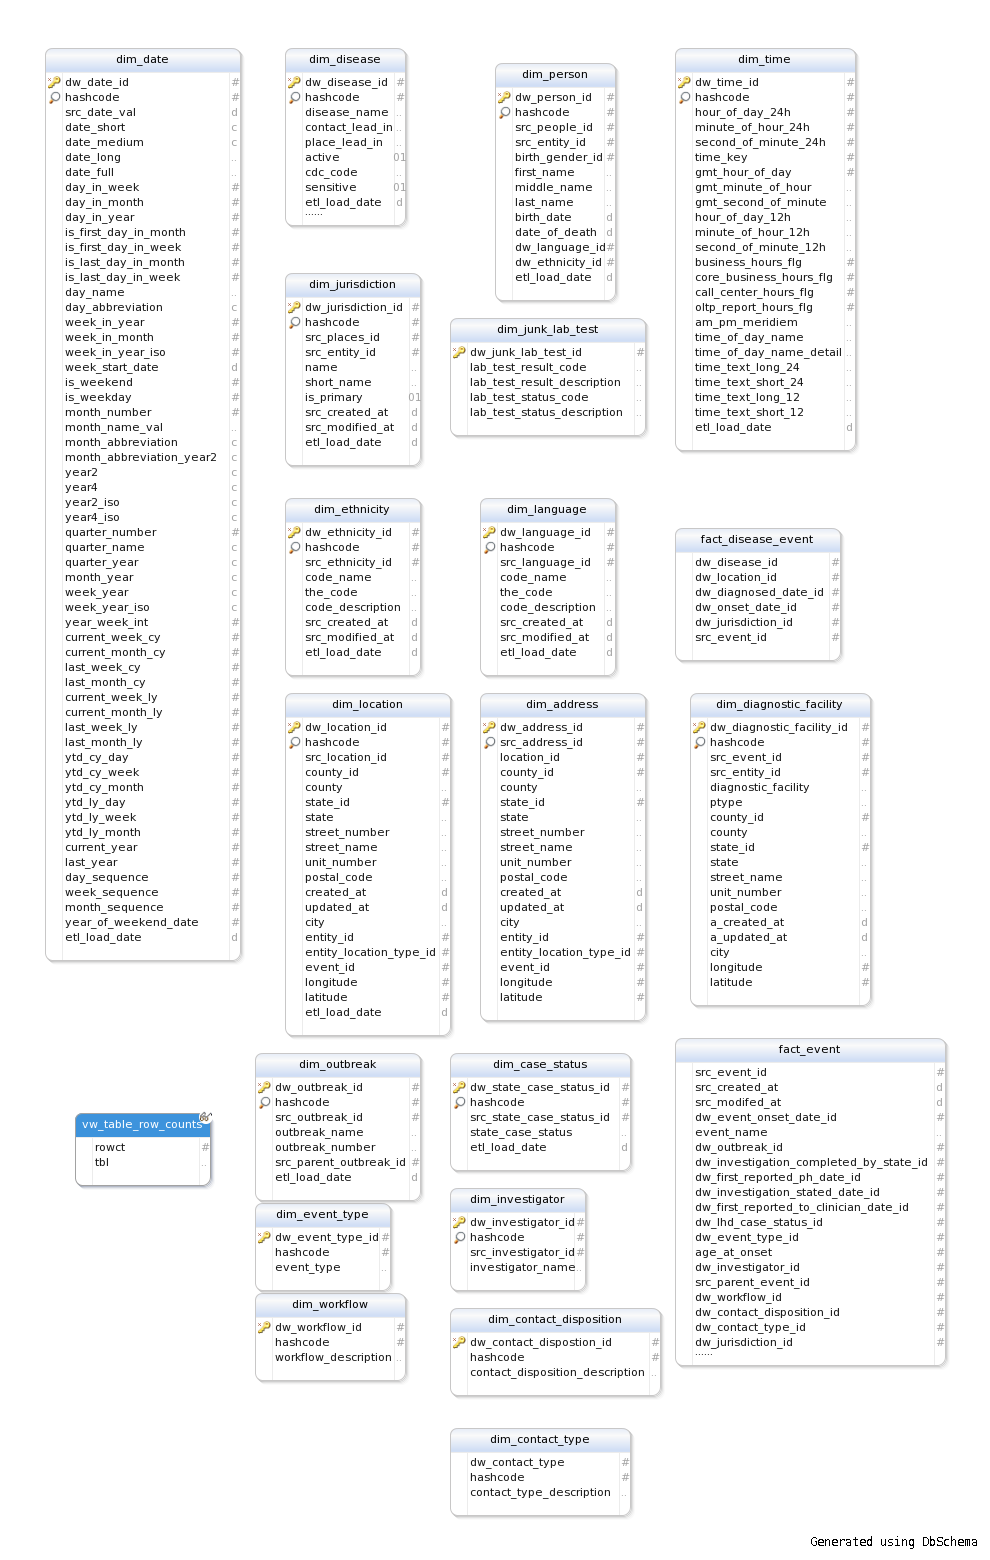 dim_date
dw_date_id #
hashcode #
src_date_val d
date_short c
date_medium c
date_long ..
date_full ..
day_in_week #
day_in_month #
day_in_year #
is_first_day_in_month #
is_first_day_in_week #
is_last_day_in_month #
is_last_day_in_week #
day_name ..
day_abbreviation c
week_in_year #
week_in_month #
week_in_year_iso #
week_start_date d
is_weekend #
is_weekday #
month_number #
month_name_val ..
month_abbreviation c
month_abbreviation_year2 c
year2 c
year4 c
year2_iso c
year4_iso c
quarter_number #
quarter_name c
quarter_year c
month_year c
week_year c
week_year_iso c
year_week_int #
current_week_cy #
current_month_cy #
last_week_cy #
last_month_cy #
current_week_ly #
current_month_ly #
last_week_ly #
last_month_ly #
ytd_cy_day #
ytd_cy_week #
ytd_cy_month #
ytd_ly_day #
ytd_ly_week #
ytd_ly_month #
current_year #
last_year #
day_sequence #
week_sequence #
month_sequence #
year_of_weekend_date #
etl_load_date d
dim_disease
dw_disease_id #
hashcode #
disease_name ..
contact_lead_in ..
place_lead_in ..
active 01
cdc_code ..
sensitive 01
etl_load_date d
......
dim_person
dw_person_id #
hashcode #
src_people_id #
src_entity_id #
birth_gender_id #
first_name ..
middle_name ..
last_name ..
birth_date d
date_of_death d
dw_language_id #
dw_ethnicity_id #
etl_load_date d
dim_time
dw_time_id #
hashcode #
hour_of_day_24h #
minute_of_hour_24h #
second_of_minute_24h #
time_key #
gmt_hour_of_day #
gmt_minute_of_hour ..
gmt_second_of_minute ..
hour_of_day_12h ..
minute_of_hour_12h ..
second_of_minute_12h ..
business_hours_flg #
core_business_hours_flg #
call_center_hours_flg #
oltp_report_hours_flg #
am_pm_meridiem ..
time_of_day_name ..
time_of_day_name_detail ..
time_text_long_24 ..
time_text_short_24 ..
time_text_long_12 ..
time_text_short_12 ..
etl_load_date d
dim_jurisdiction
dw_jurisdiction_id #
hashcode #
src_places_id #
src_entity_id #
name ..
short_name ..
is_primary 01
src_created_at d
src_modified_at d
etl_load_date d
dim_junk_lab_test
dw_junk_lab_test_id #
lab_test_result_code ..
lab_test_result_description ..
lab_test_status_code ..
lab_test_status_description ..
dim_ethnicity
dw_ethnicity_id #
hashcode #
src_ethnicity_id #
code_name ..
the_code ..
code_description ..
src_created_at d
src_modified_at d
etl_load_date d
dim_language
dw_language_id #
hashcode #
src_language_id #
code_name ..
the_code ..
code_description ..
src_created_at d
src_modified_at d
etl_load_date d
fact_disease_event
dw_disease_id #
dw_location_id #
dw_diagnosed_date_id #
dw_onset_date_id #
dw_jurisdiction_id #
src_event_id #
dim_location
dw_location_id #
hashcode #
src_location_id #
county_id #
county ..
state_id #
state ..
street_number ..
street_name ..
unit_number ..
postal_code ..
created_at d
updated_at d
city ..
entity_id #
entity_location_type_id #
event_id #
longitude #
latitude #
etl_load_date d
dim_address
dw_address_id #
src_address_id #
location_id #
county_id #
county ..
state_id #
state ..
street_number ..
street_name ..
unit_number ..
postal_code ..
created_at d
updated_at d
city ..
entity_id #
entity_location_type_id #
event_id #
longitude #
latitude #
dim_diagnostic_facility
dw_diagnostic_facility_id #
hashcode #
src_event_id #
src_entity_id #
diagnostic_facility ..
ptype ..
county_id #
county ..
state_id #
state ..
street_name ..
unit_number ..
postal_code ..
a_created_at d
a_updated_at d
city ..
longitude #
latitude #
vw_table_row_counts
rowct #
tbl ..
dim_outbreak
dw_outbreak_id #
hashcode #
src_outbreak_id #
outbreak_name ..
outbreak_number ..
src_parent_outbreak_id #
etl_load_date d
dim_case_status
dw_state_case_status_id #
hashcode #
src_state_case_status_id #
state_case_status ..
etl_load_date d
fact_event
src_event_id #
src_created_at d
src_modifed_at d
dw_event_onset_date_id #
event_name ..
dw_outbreak_id #
dw_investigation_completed_by_state_id #
dw_first_reported_ph_date_id #
dw_investigation_stated_date_id #
dw_first_reported_to_clinician_date_id #
dw_lhd_case_status_id #
dw_event_type_id #
age_at_onset #
dw_investigator_id #
src_parent_event_id #
dw_workflow_id #
dw_contact_disposition_id #
dw_contact_type_id #
dw_jurisdiction_id #
......
dim_event_type
dw_event_type_id #
hashcode #
event_type ..
dim_investigator
dw_investigator_id #
hashcode #
src_investigator_id #
investigator_name ..
dim_workflow
dw_workflow_id #
hashcode #
workflow_description ..
dim_contact_disposition
dw_contact_dispostion_id #
hashcode #
contact_disposition_description ..
dim_contact_type
dw_contact_type #
hashcode #
contact_type_description ..
Generated using DbSchema